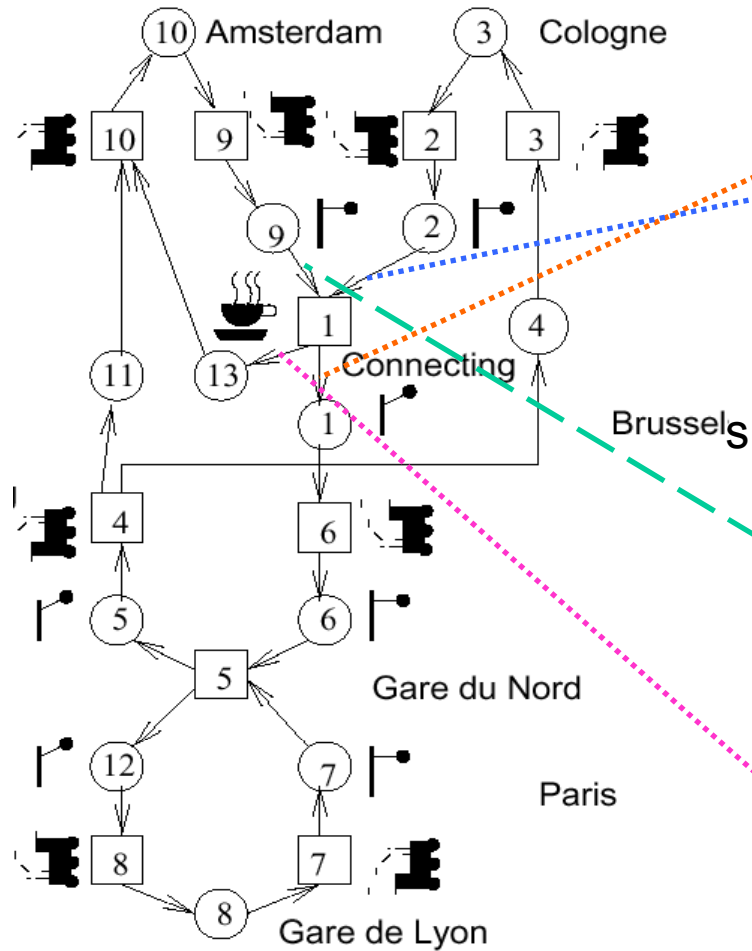 10 Amsterdam 3 Cologne
10 9 2 3
9 2
1 4
11 13 Connecting
1 Brussels
4 6
5 6
5 Gare du Nord
12 7 Paris
8 7
8 Gare de Lyon